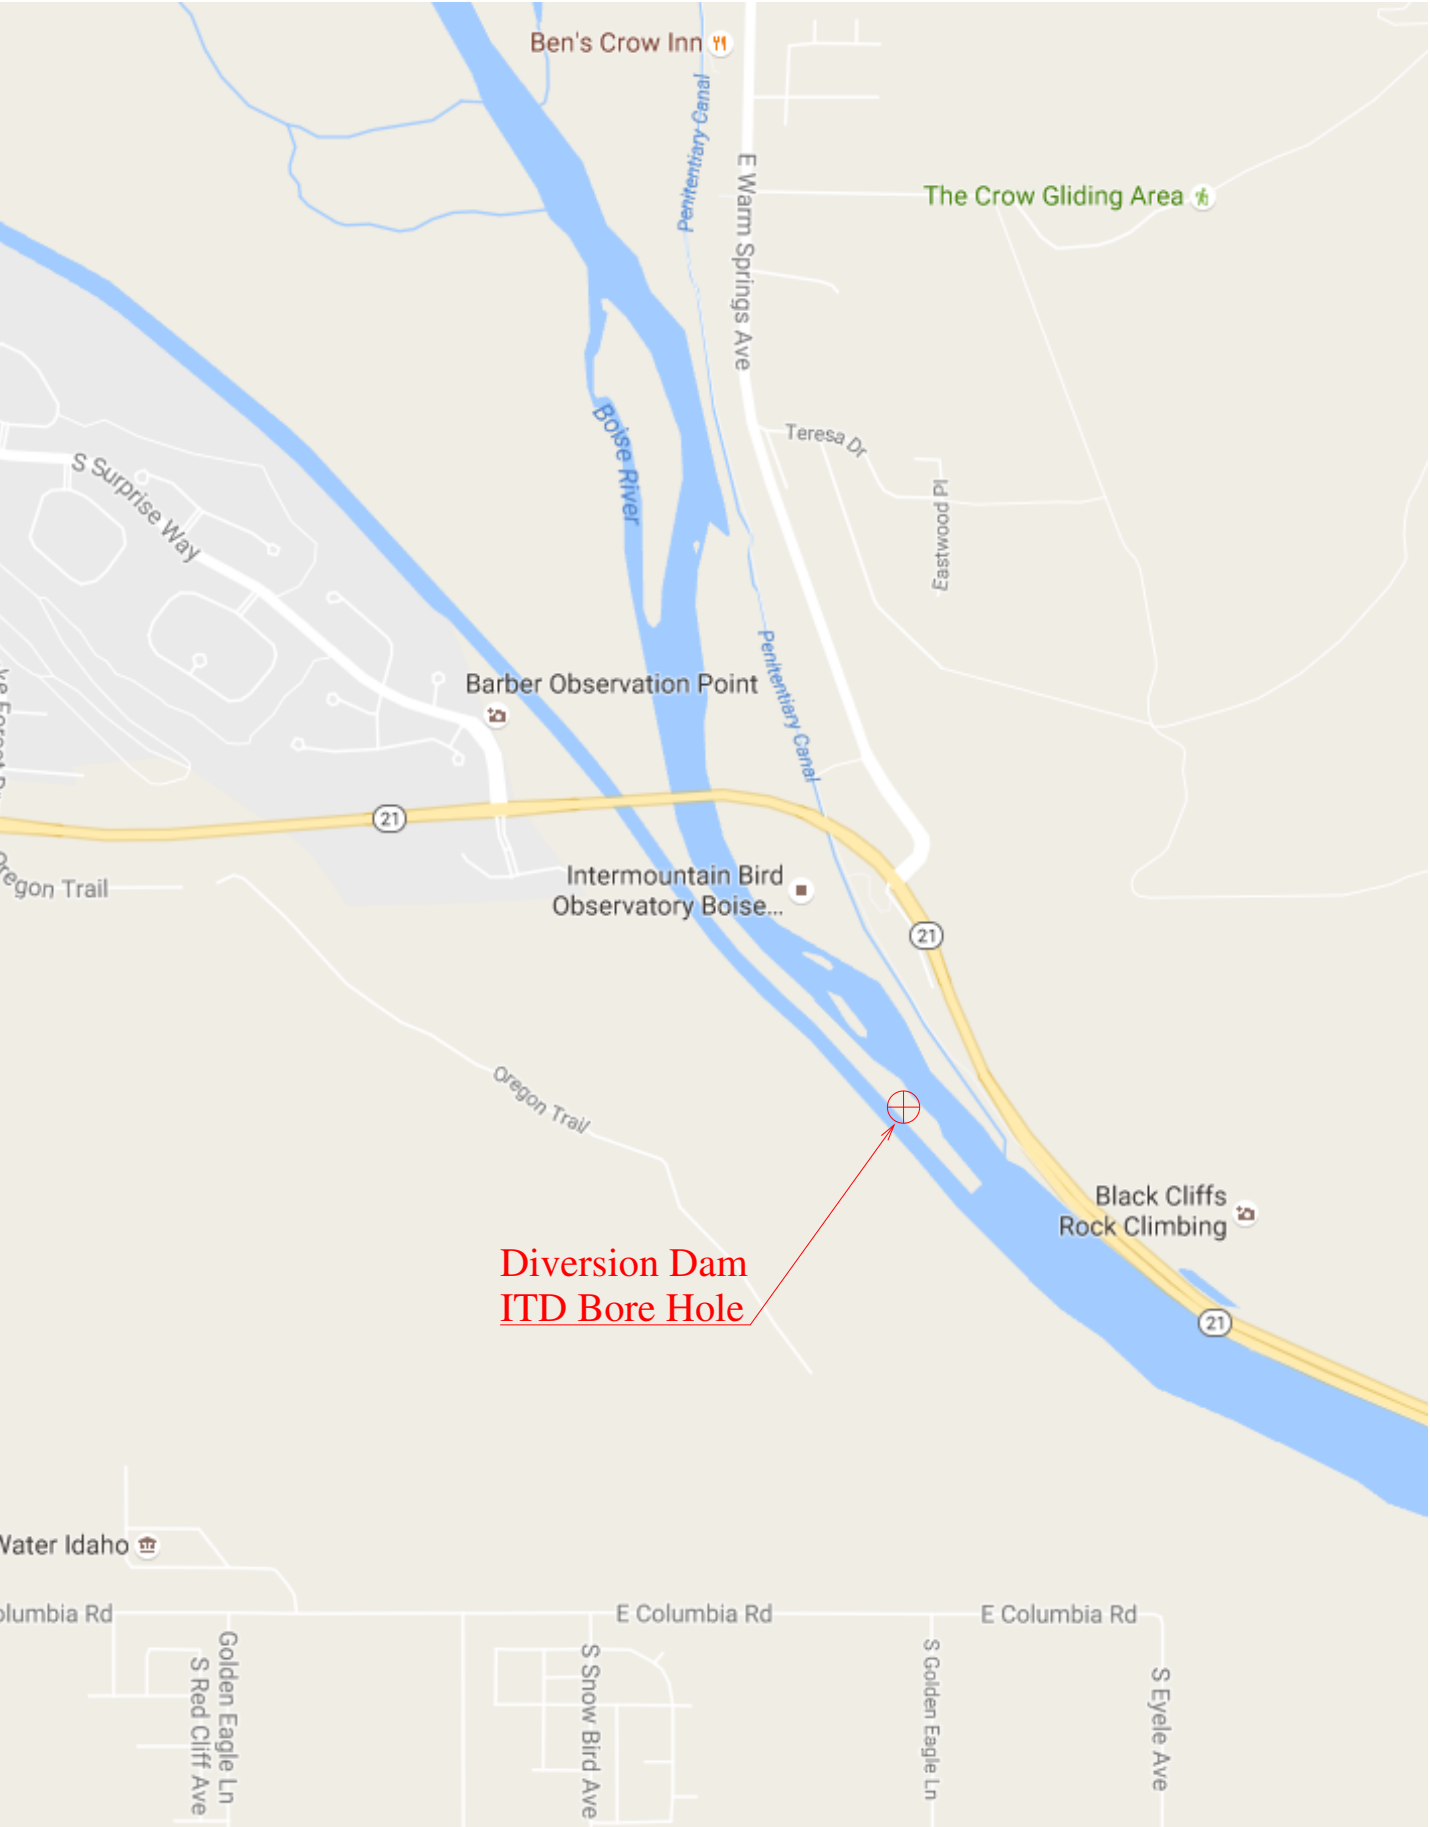 Ben's Crow Inn
Penitentiary Canal
E Warm Springs Ave
The Crow Gliding Area
Boise River
Teresa Dr
S Surprise Way
Eastwood Pl
Barber Observation Point
Penitentiary Canal
21
Oregon Trail
Intermountain Bird
Observatory Boise...
21
Oregon Trail
Black Cliffs
Rock Climbing
Diversion Dam
ITD Bore Hole
21
Water Idaho
olumbia Rd
E Columbia Rd
E Columbia Rd
Golden Eagle Ln
S Red Cliff Ave
S Snow Bird Ave
S Golden Eagle Ln
S Eyele Ave